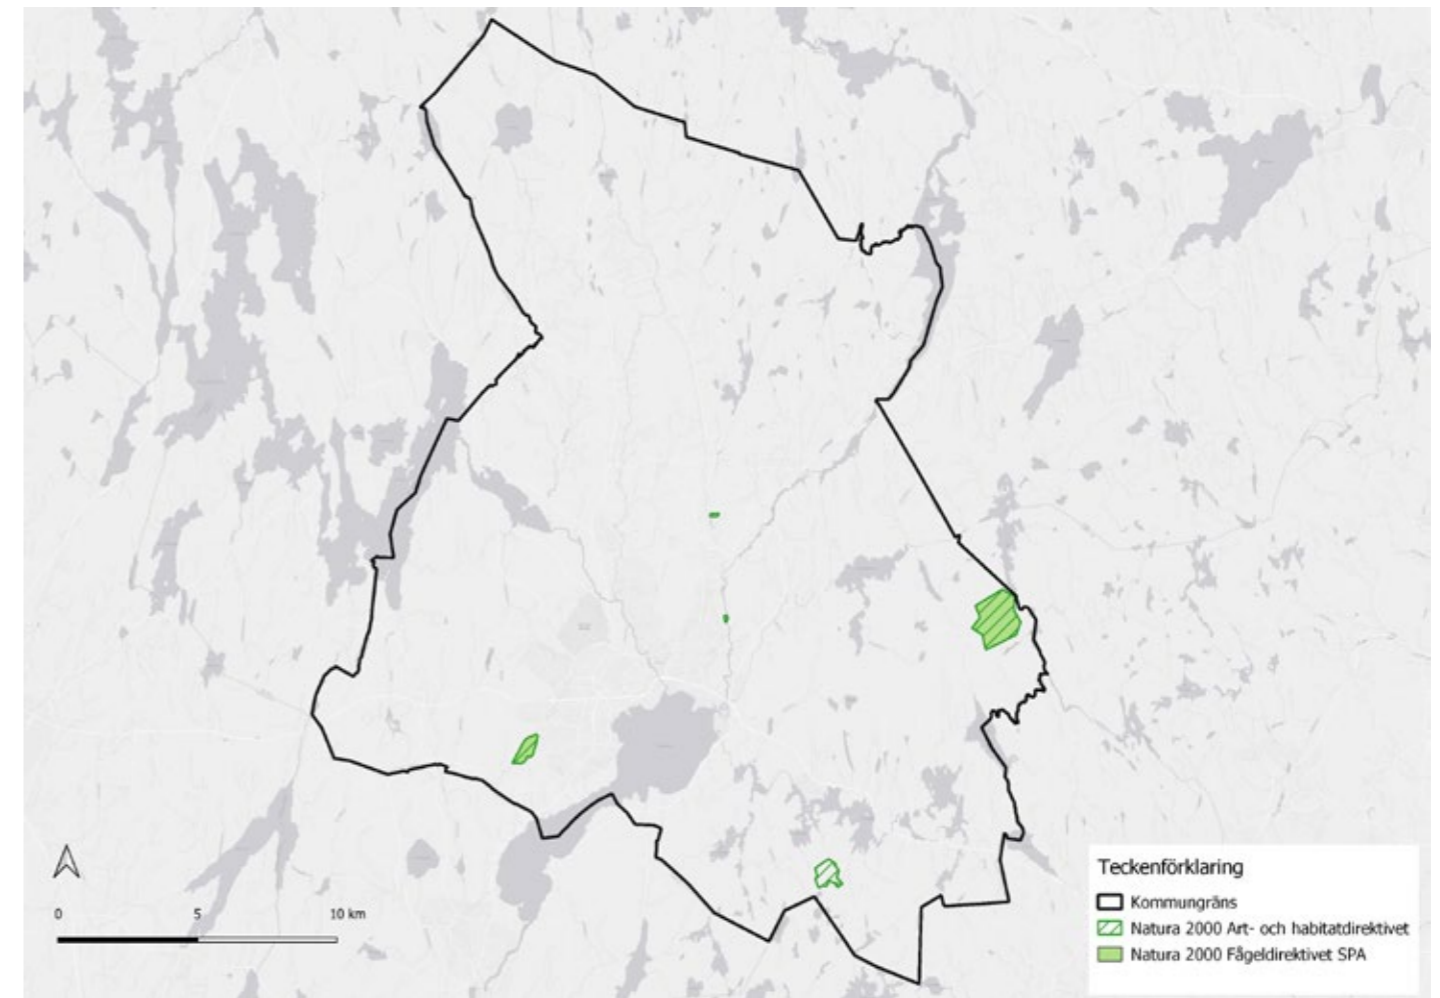 0 5 10 km
Teckenförklaring
Kommungräns
Natura 2000 Art- och habitatdirektivet
Natura 2000 Fågeldirektivet SPA